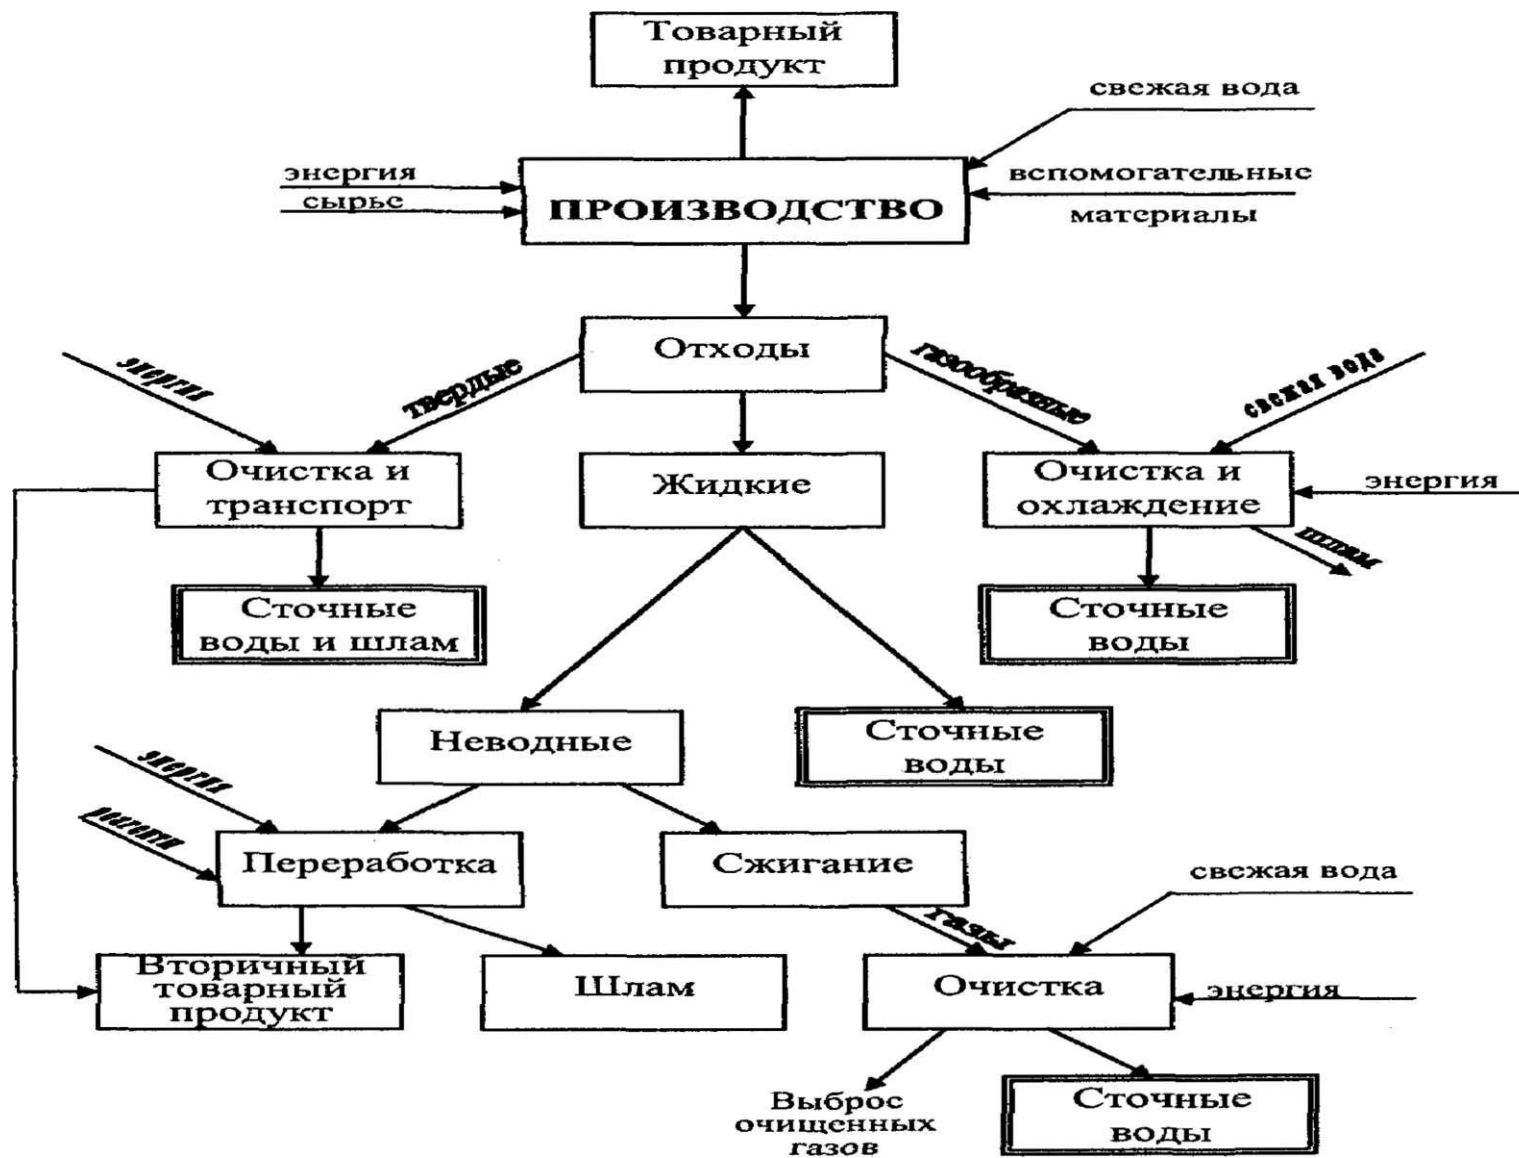 Товарный
продукт
свежая вода
энергия
сырье
ПРОИЗВОДСТВО
вспомогательные
материалы
Отходы
энергия
твердые
газообразные
свежая вода
Очистка и
транспорт
Жидкие
Очистка и
охлаждение
энергия
шлам
Сточные
воды и шлам
Сточные
воды
Неводные
Сточные
воды
энергия
реагенты
Переработка
Сжигание
свежая вода
газы
Вторичный
товарный
продукт
Шлам
Очистка
энергия
Выброс
очищенных
газов
Сточные
воды